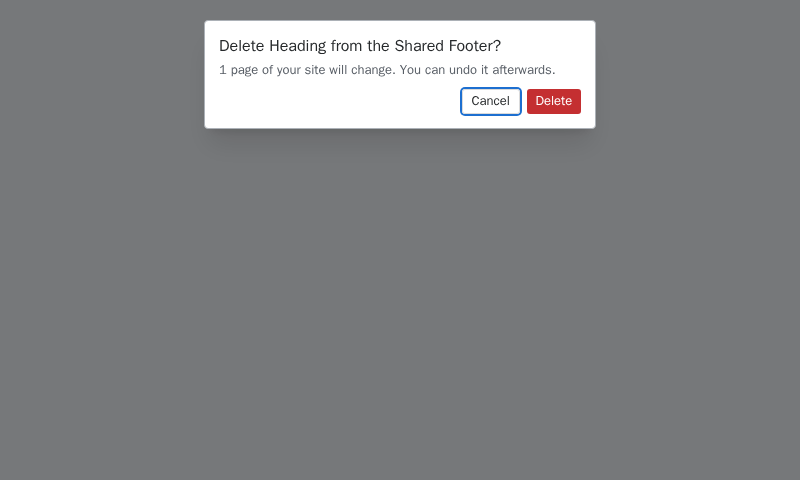 Delete Heading from the Shared Footer?
1 page of your site will change. You can undo it afterwards.
Cancel Delete